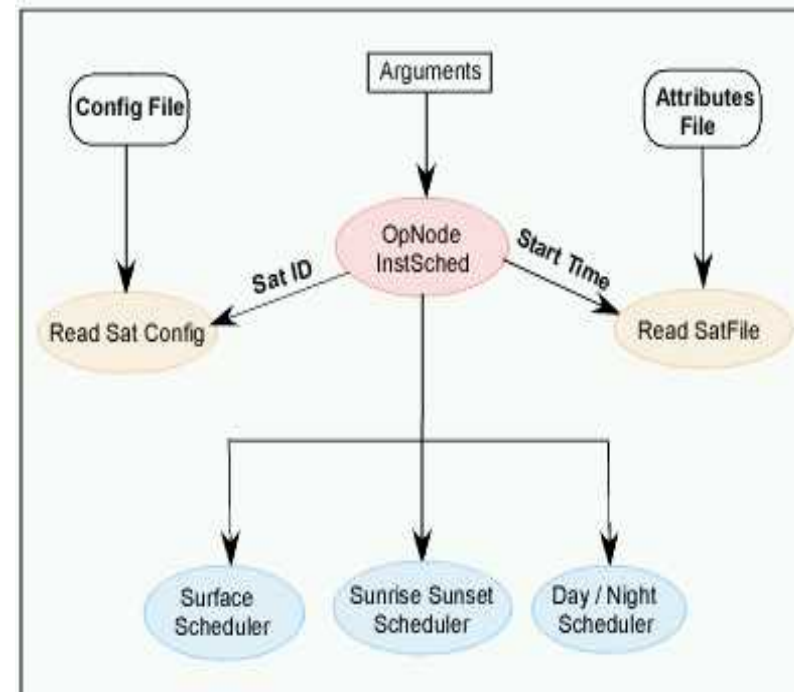 Arguments
Config File
Attributes
File
OpNode
InstSched
Sat ID
Start Time
Read Sat Config
Read SatFile
Surface
Scheduler
Sunrise Sunset
Scheduler
Day / Night
Scheduler